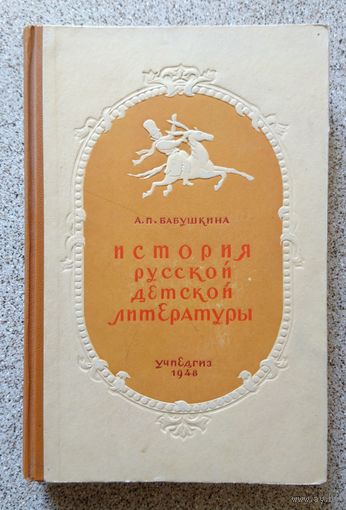 А.П. БАБУШКИНА
ИСТОРИЯ
РУССКОЙ
ДЕТСКОЙ
ЛИТЕРАТУРЫ
УЧПЕДГИЗ
1948